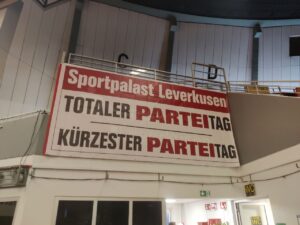 Sportpalast Leverkusen
TOTALER PARTEITAG
KÜRZESTER PARTEITAG
C
D